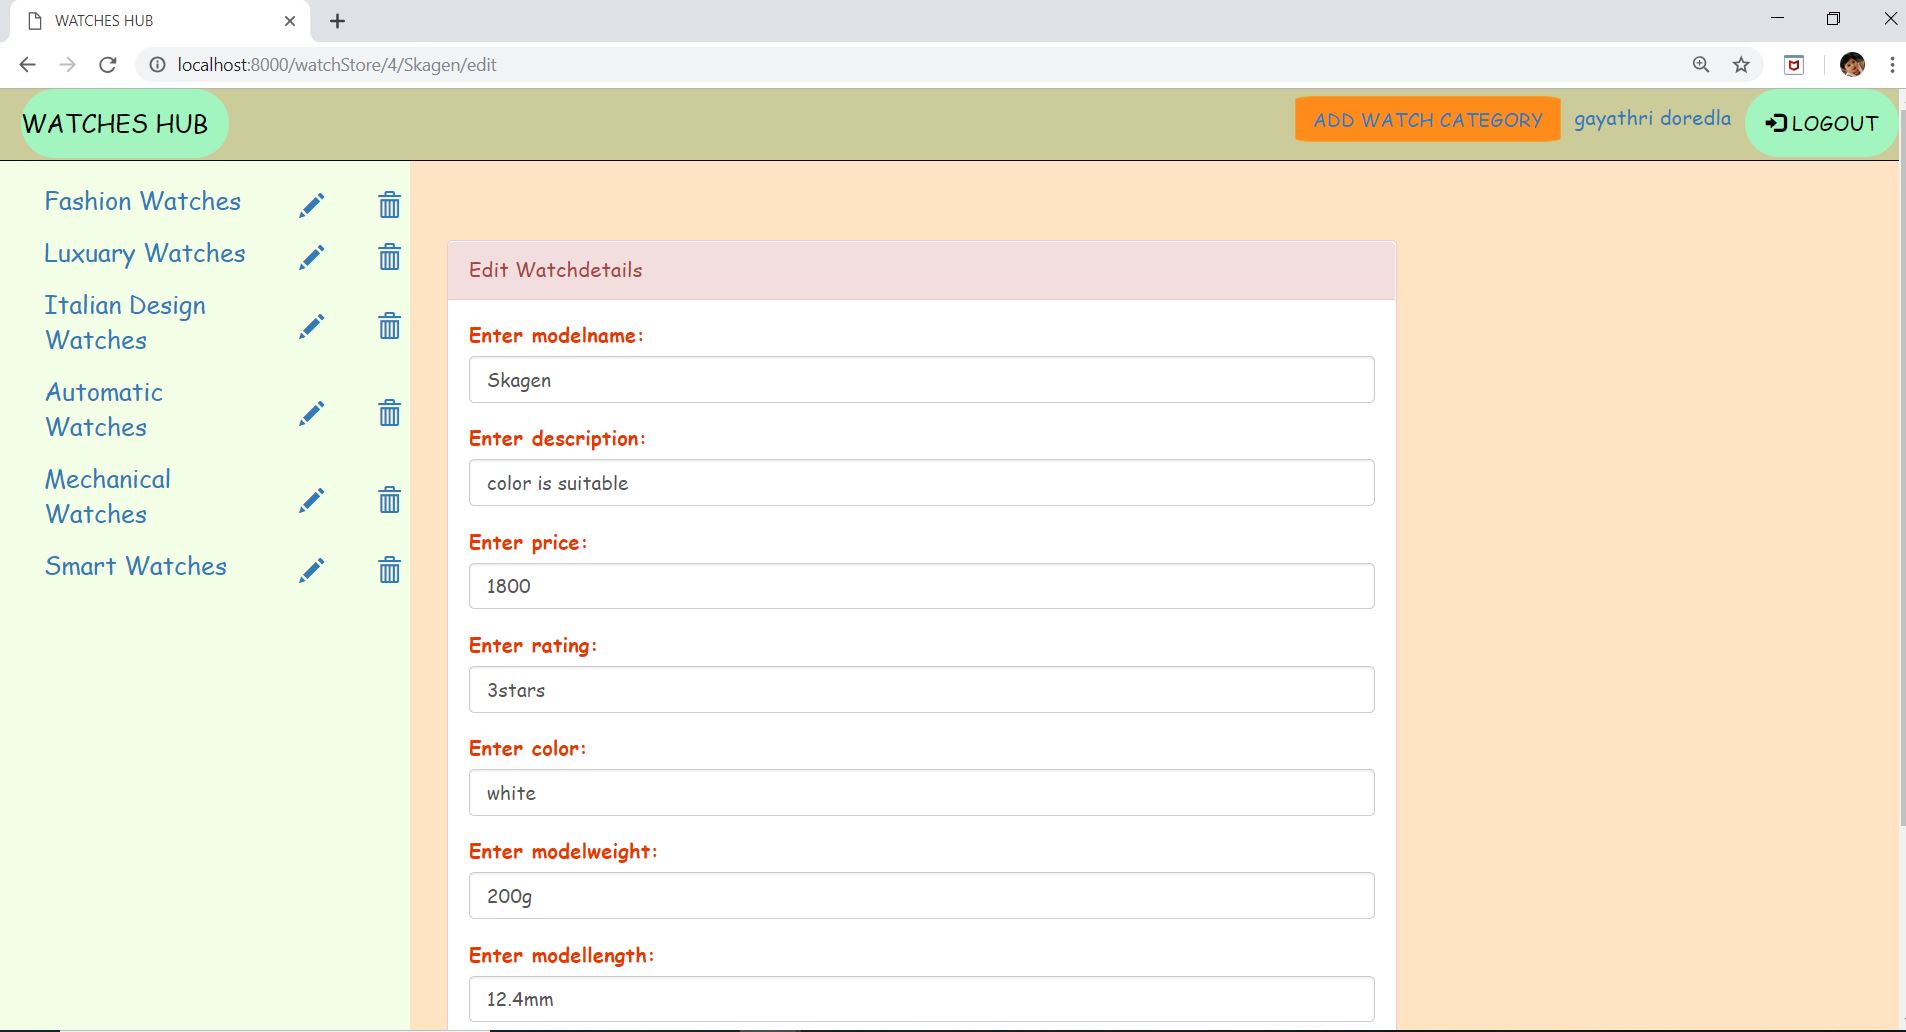 WATCHES HUB
localhost:8000/watchStore/4/Skagen/edit
WATCHES HUB
ADD WATCH CATEGORY
gayathri doredla
LOGOUT
Fashion Watches
Luxuary Watches
Italian Design
Watches
Automatic
Watches
Mechanical
Watches
Smart Watches
Edit Watchdetails
Enter modelname:
Skagen
Enter description:
color is suitable
Enter price:
1800
Enter rating:
3stars
Enter color:
white
Enter modelweight:
200g
Enter modellength:
12.4mm